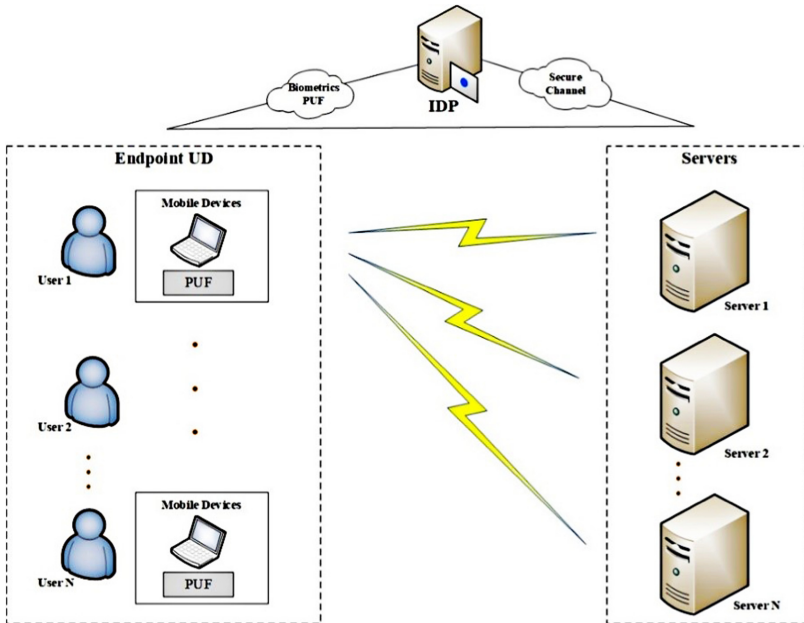 Biometrics
PUF
Secure
Channel
IDP
Endpoint UD
Servers
Mobile Devices
PUF
User 1
Server 1
User 2
Server 2
Mobile Devices
PUF
User N
Server N